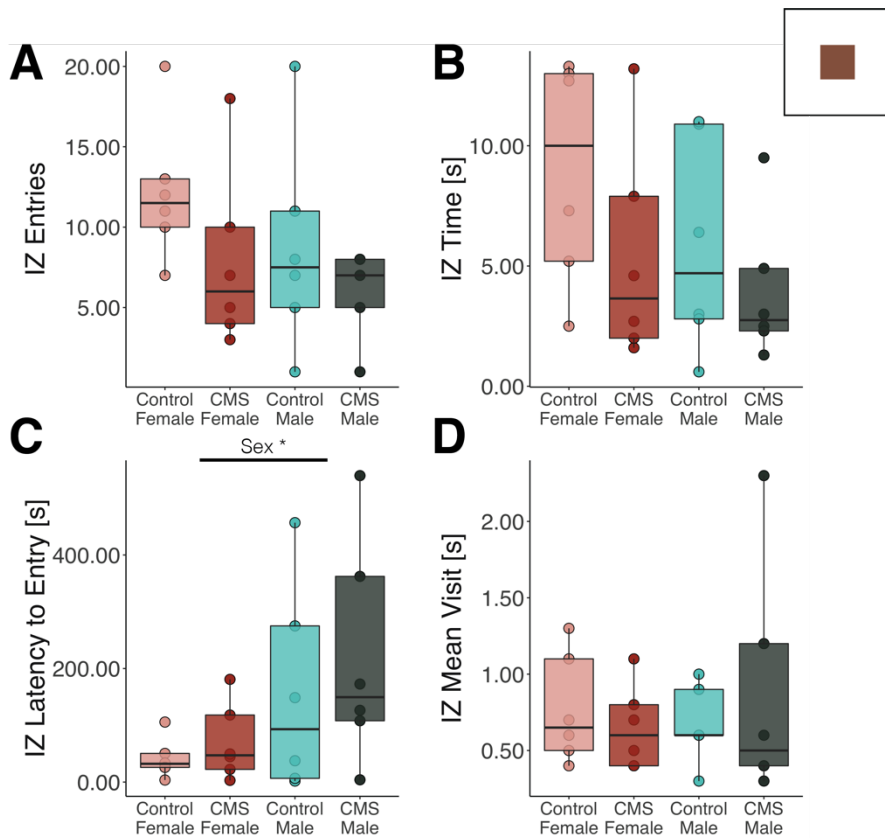 A
IZ Entries
20.00
15.00
10.00
5.00
Control Female
CMS Female
Control Male
CMS Male
B
IZ Time [s]
10.00
5.00
0.00
Control Female
CMS Female
Control Male
CMS Male
C
Sex *
IZ Latency to Entry [s]
400.00
200.00
0.00
Control Female
CMS Female
Control Male
CMS Male
D
IZ Mean Visit [s]
2.00
1.50
1.00
0.50
Control Female
CMS Female
Control Male
CMS Male